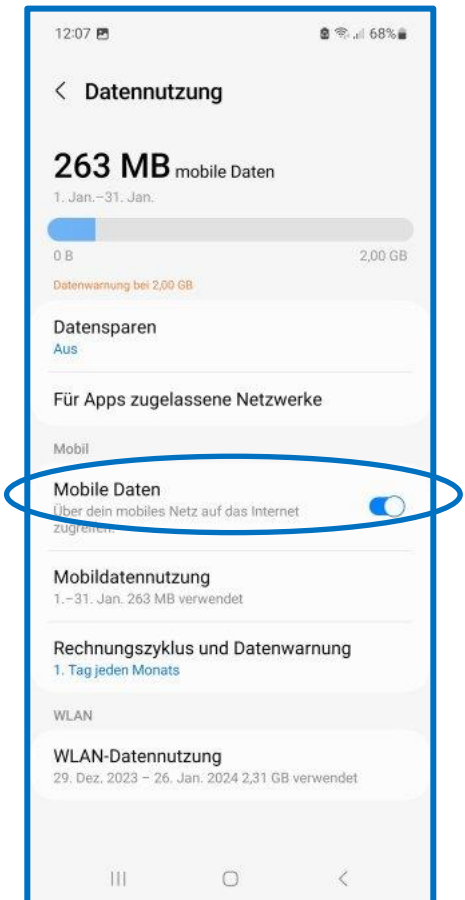 12:07 68%
Datennutzung
263 MB mobile Daten
1. Jan.–31. Jan.
0 B 2,00 GB
Datenwarnung bei 2,00 GB
Datensparen
Aus
Für Apps zugelassene Netzwerke
Mobil
Mobile Daten
Über dein mobiles Netz auf das Internet
zugreifen.
Mobildatennutzung
1.–31. Jan. 263 MB verwendet
Rechnungszyklus und Datenwarnung
1. Tag jeden Monats
WLAN
WLAN-Datennutzung
29. Dez. 2023 – 26. Jan. 2024 2,31 GB verwendet